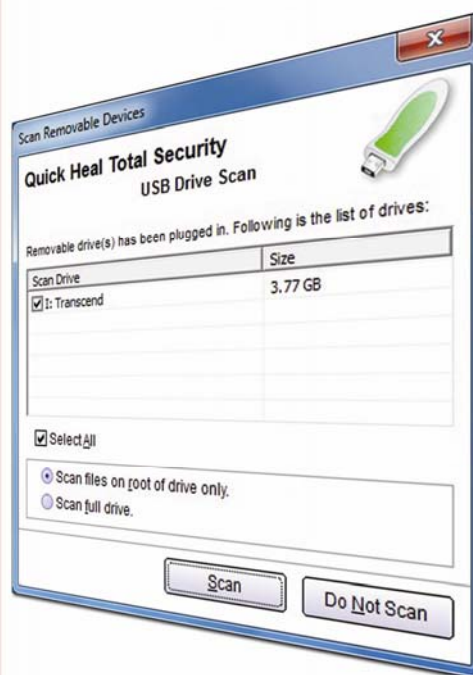 Scan Removable Devices
Quick Heal Total Security
USB Drive Scan
Removable drive(s) has been plugged in. Following is the list of drives:
Scan Drive Size
I: Transcend 3.77 GB
Select All
Scan files on root of drive only.
Scan full drive.
Scan Do Not Scan